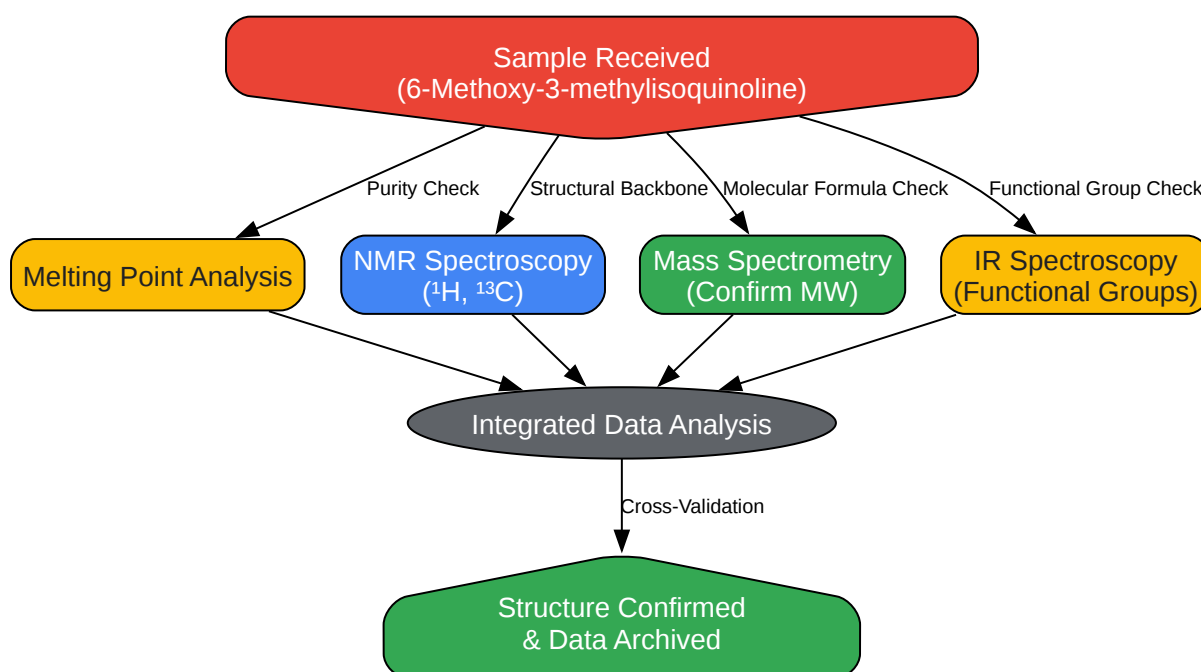 Sample Received
(6-Methoxy-3-methylisoquinoline)
Purity Check
Structural Backbone
Molecular Formula Check
Functional Group Check
Melting Point Analysis
NMR Spectroscopy
(¹H, ¹³C)
Mass Spectrometry
(Confirm MW)
IR Spectroscopy
(Functional Groups)
Integrated Data Analysis
Cross-Validation
Structure Confirmed
& Data Archived